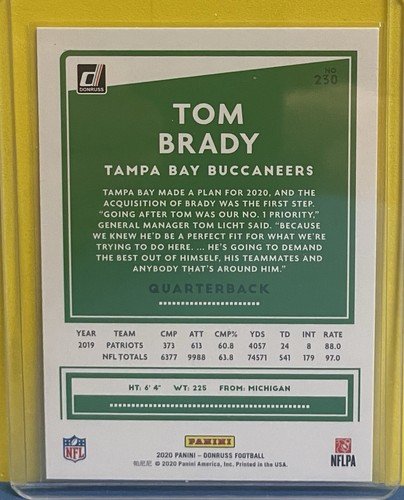 DONRUSS
NO.
230
TOM
BRADY
TAMPA BAY BUCCANEERS
TAMPA BAY MADE A PLAN FOR 2020, AND THE
ACQUISITION OF BRADY WAS THE FIRST STEP.
"GOING AFTER TOM WAS OUR NO. 1 PRIORITY,"
GENERAL MANAGER TOM LICHT SAID. "BECAUSE
WE KNEW HE'D BE A PERFECT FIT FOR WHAT WE'RE
TRYING TO DO HERE. ... HE'S GOING TO DEMAND
THE BEST OUT OF HIMSELF, HIS TEAMMATES AND
ANYBODY THAT'S AROUND HIM."
QUARTERBACK
YEAR TEAM CMP ATT CMP% YDS TD INT RATE
2019 PATRIOTS 373 613 60.8 4057 24 8 88.0
NFL TOTALS 6377 9988 63.8 74571 541 179 97.0
HT: 6' 4" WT: 225 FROM: MICHIGAN
NFL
PANINI
2020 PANINI – DONRUSS FOOTBALL
帕尼尼 © 2020 Panini America, Inc. Printed in the USA.
NFLPA